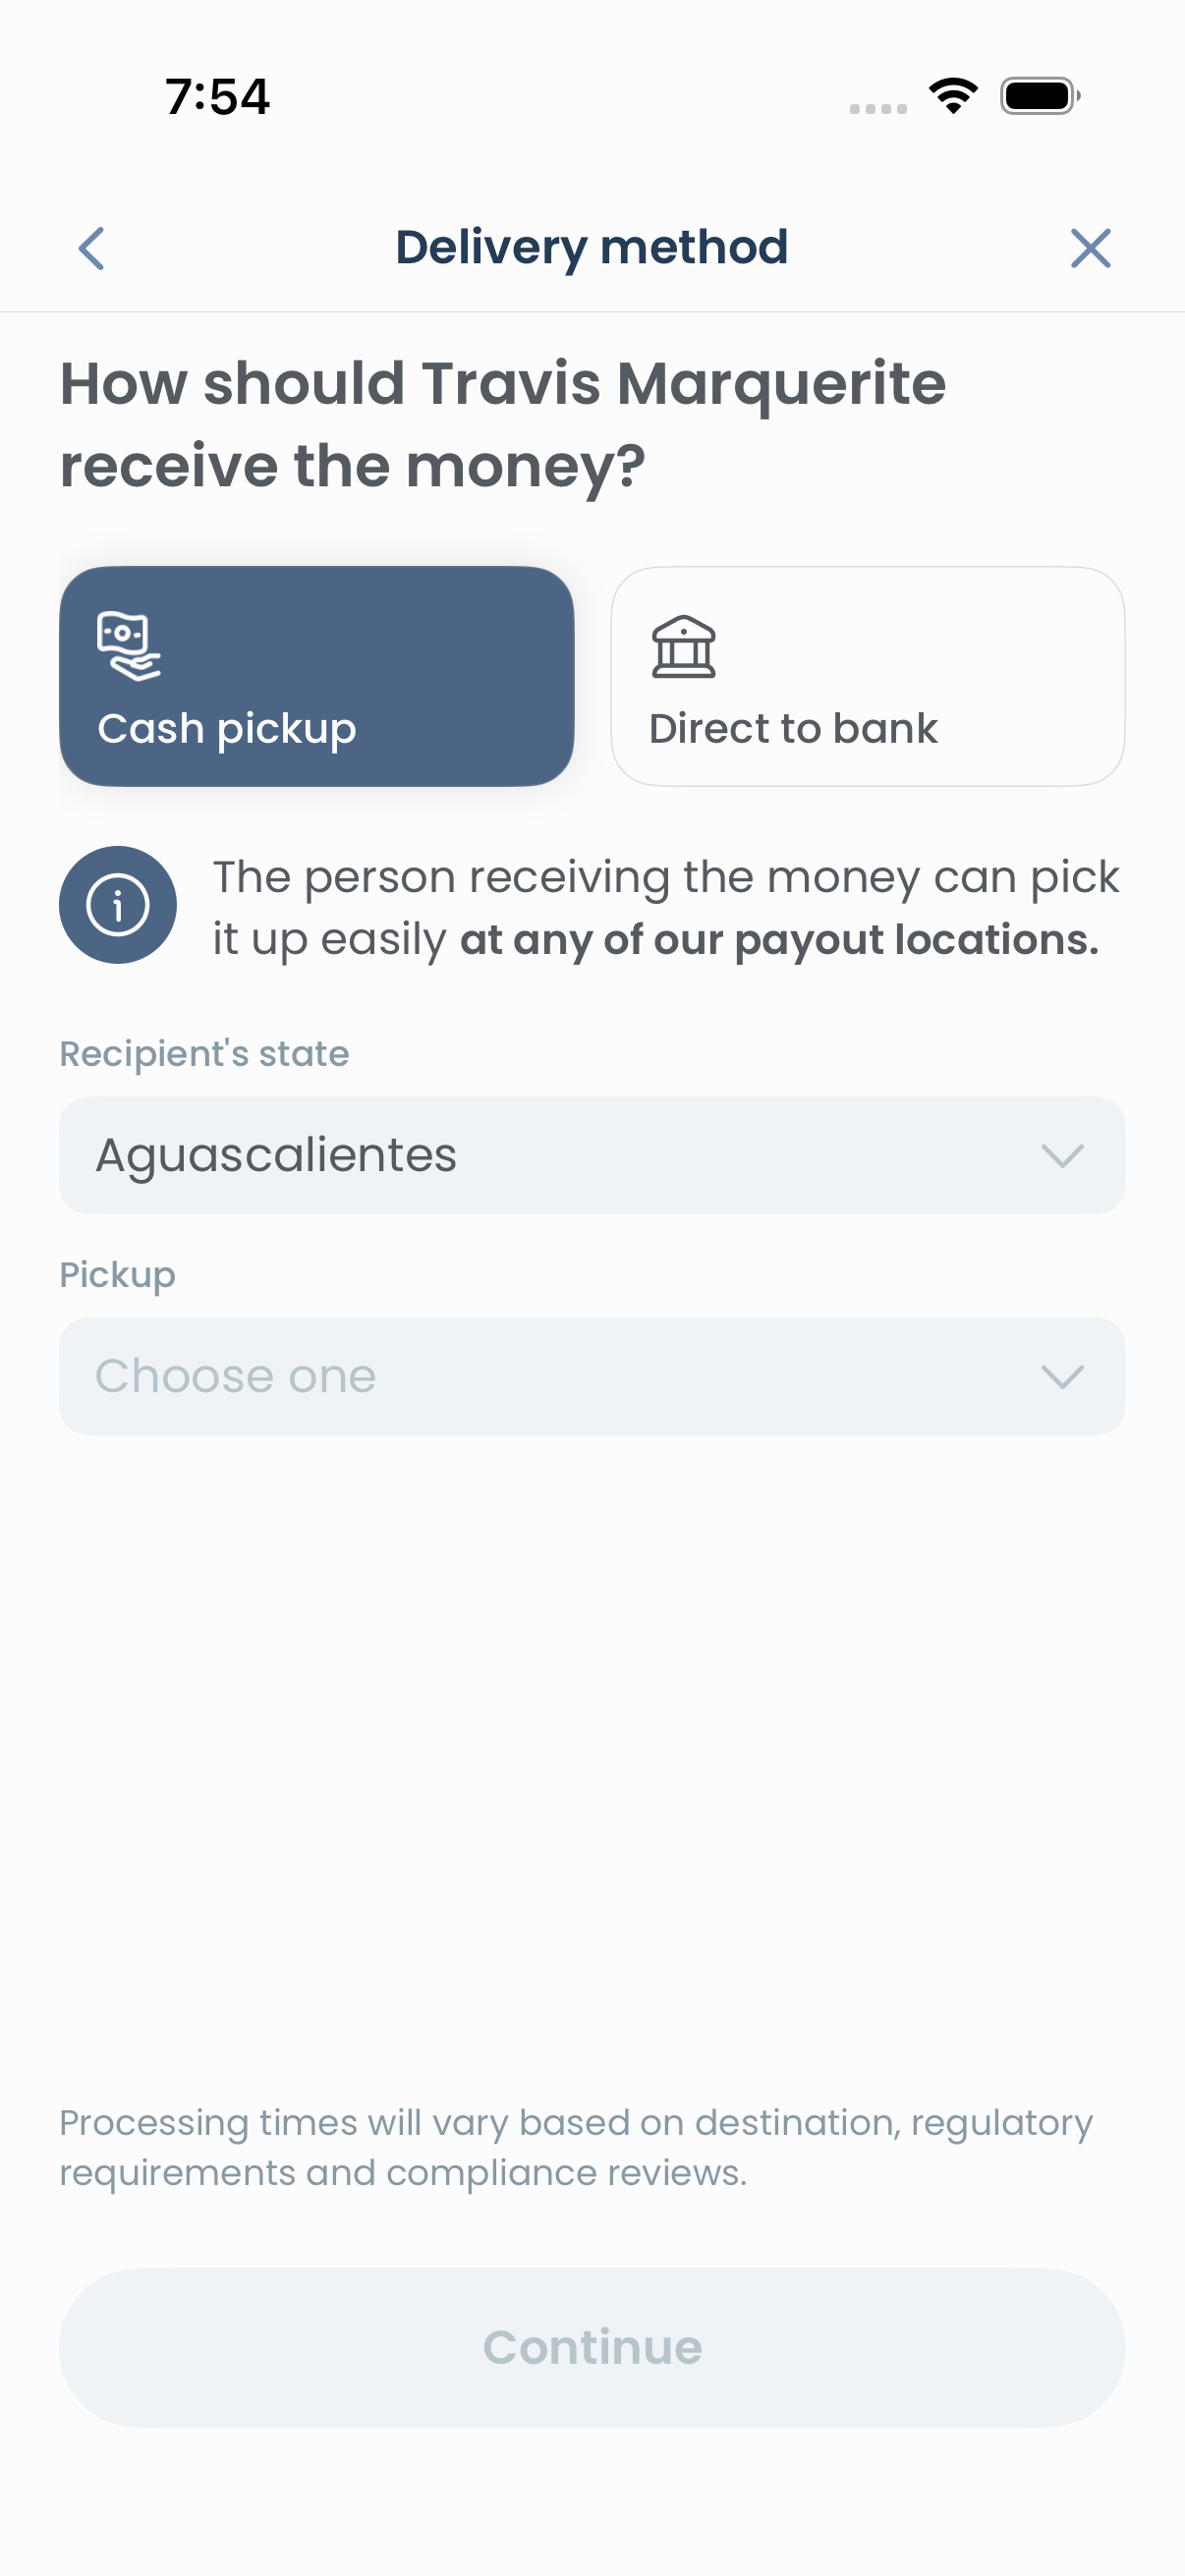 7:54
Delivery method
How should Travis Marquerite
receive the money?
Cash pickup
Direct to bank
The person receiving the money can pick
it up easily at any of our payout locations.
Recipient's state
Aguascalientes
Pickup
Choose one
Processing times will vary based on destination, regulatory
requirements and compliance reviews.
Continue